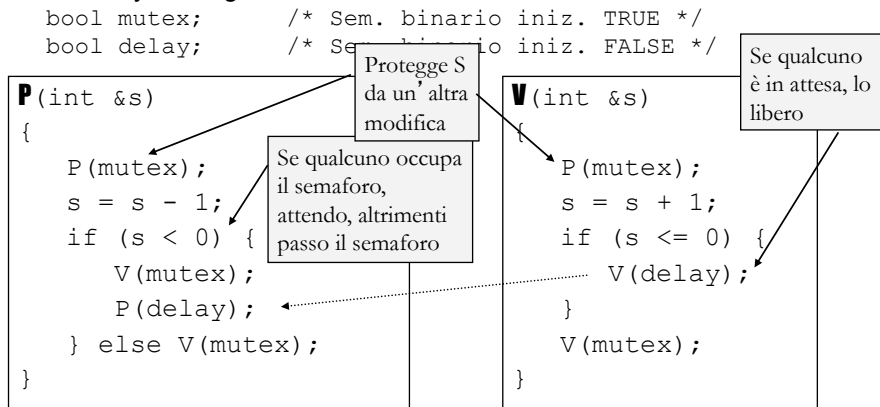 bool mutex; /* Sem. binario iniz. TRUE */
bool delay; /* iniz. FALSE */
Protegge S
da un'altra
modifica
Se qualcuno
è in attesa, lo
libero
P(int &s)
{
P(mutex);
s = s - 1;
if (s < 0) {
V(mutex);
P(delay);
} else V(mutex);
}
Se qualcuno occupa
il semaforo,
attendo, altrimenti
passo il semaforo
V(int &s)
{
P(mutex);
s = s + 1;
if (s <= 0) {
V(delay);
}
V(mutex);
}